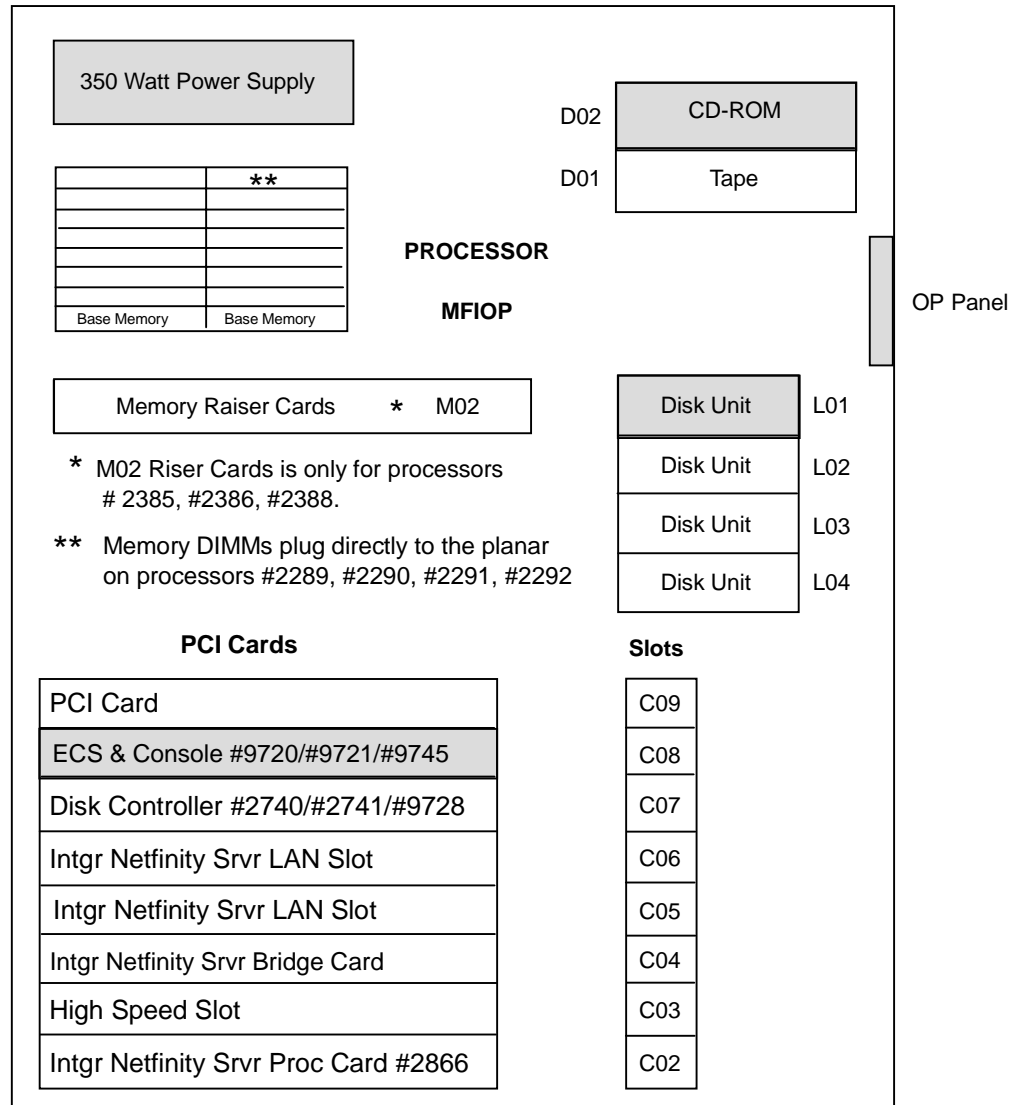 350 Watt Power Supply
D02 CD-ROM
D01 Tape
**
PROCESSOR
MFIOP
Base Memory Base Memory
OP Panel
Memory Raiser Cards * M02
Disk Unit L01
Disk Unit L02
Disk Unit L03
Disk Unit L04
* M02 Riser Cards is only for processors
# 2385, #2386, #2388.
** Memory DIMMs plug directly to the planar
on processors #2289, #2290, #2291, #2292
PCI Cards Slots
PCI Card C09
ECS & Console #9720/#9721/#9745 C08
Disk Controller #2740/#2741/#9728 C07
Intgr Netfinity Srvr LAN Slot C06
Intgr Netfinity Srvr LAN Slot C05
Intgr Netfinity Srvr Bridge Card C04
High Speed Slot C03
Intgr Netfinity Srvr Proc Card #2866 C02